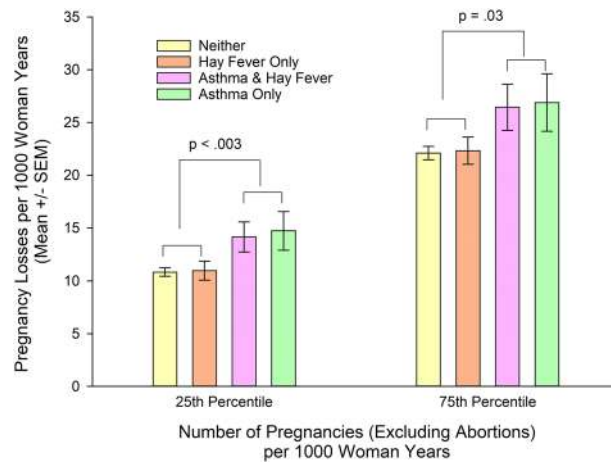 35
30
25
20
15
10
5
0
Pregnancy Losses per 1000 Woman Years
(Mean +/- SEM)
Neither
Hay Fever Only
Asthma & Hay Fever
Asthma Only
p < .003
p = .03
25th Percentile
75th Percentile
Number of Pregnancies (Excluding Abortions)
per 1000 Woman Years